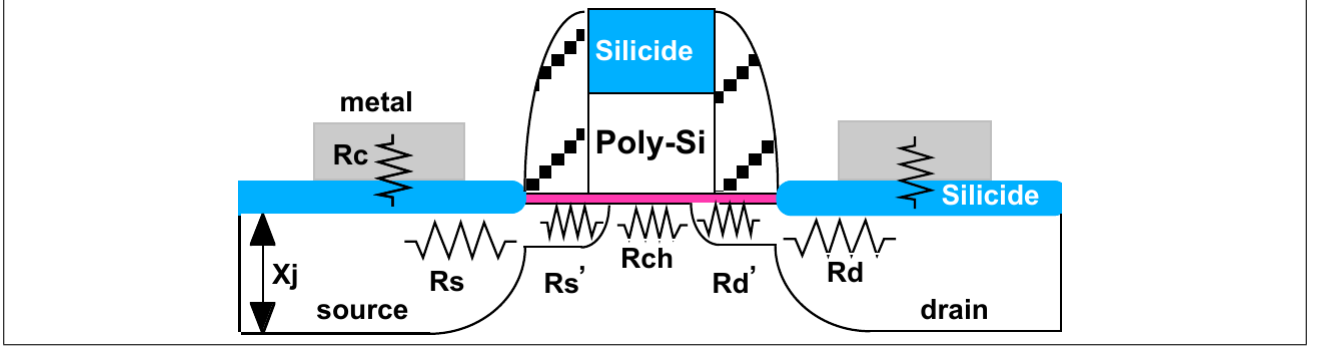 Silicide
metal
Poly-Si
Rc
Silicide
Xj
Rs
Rs’
Rch
Rd’
Rd
source
drain